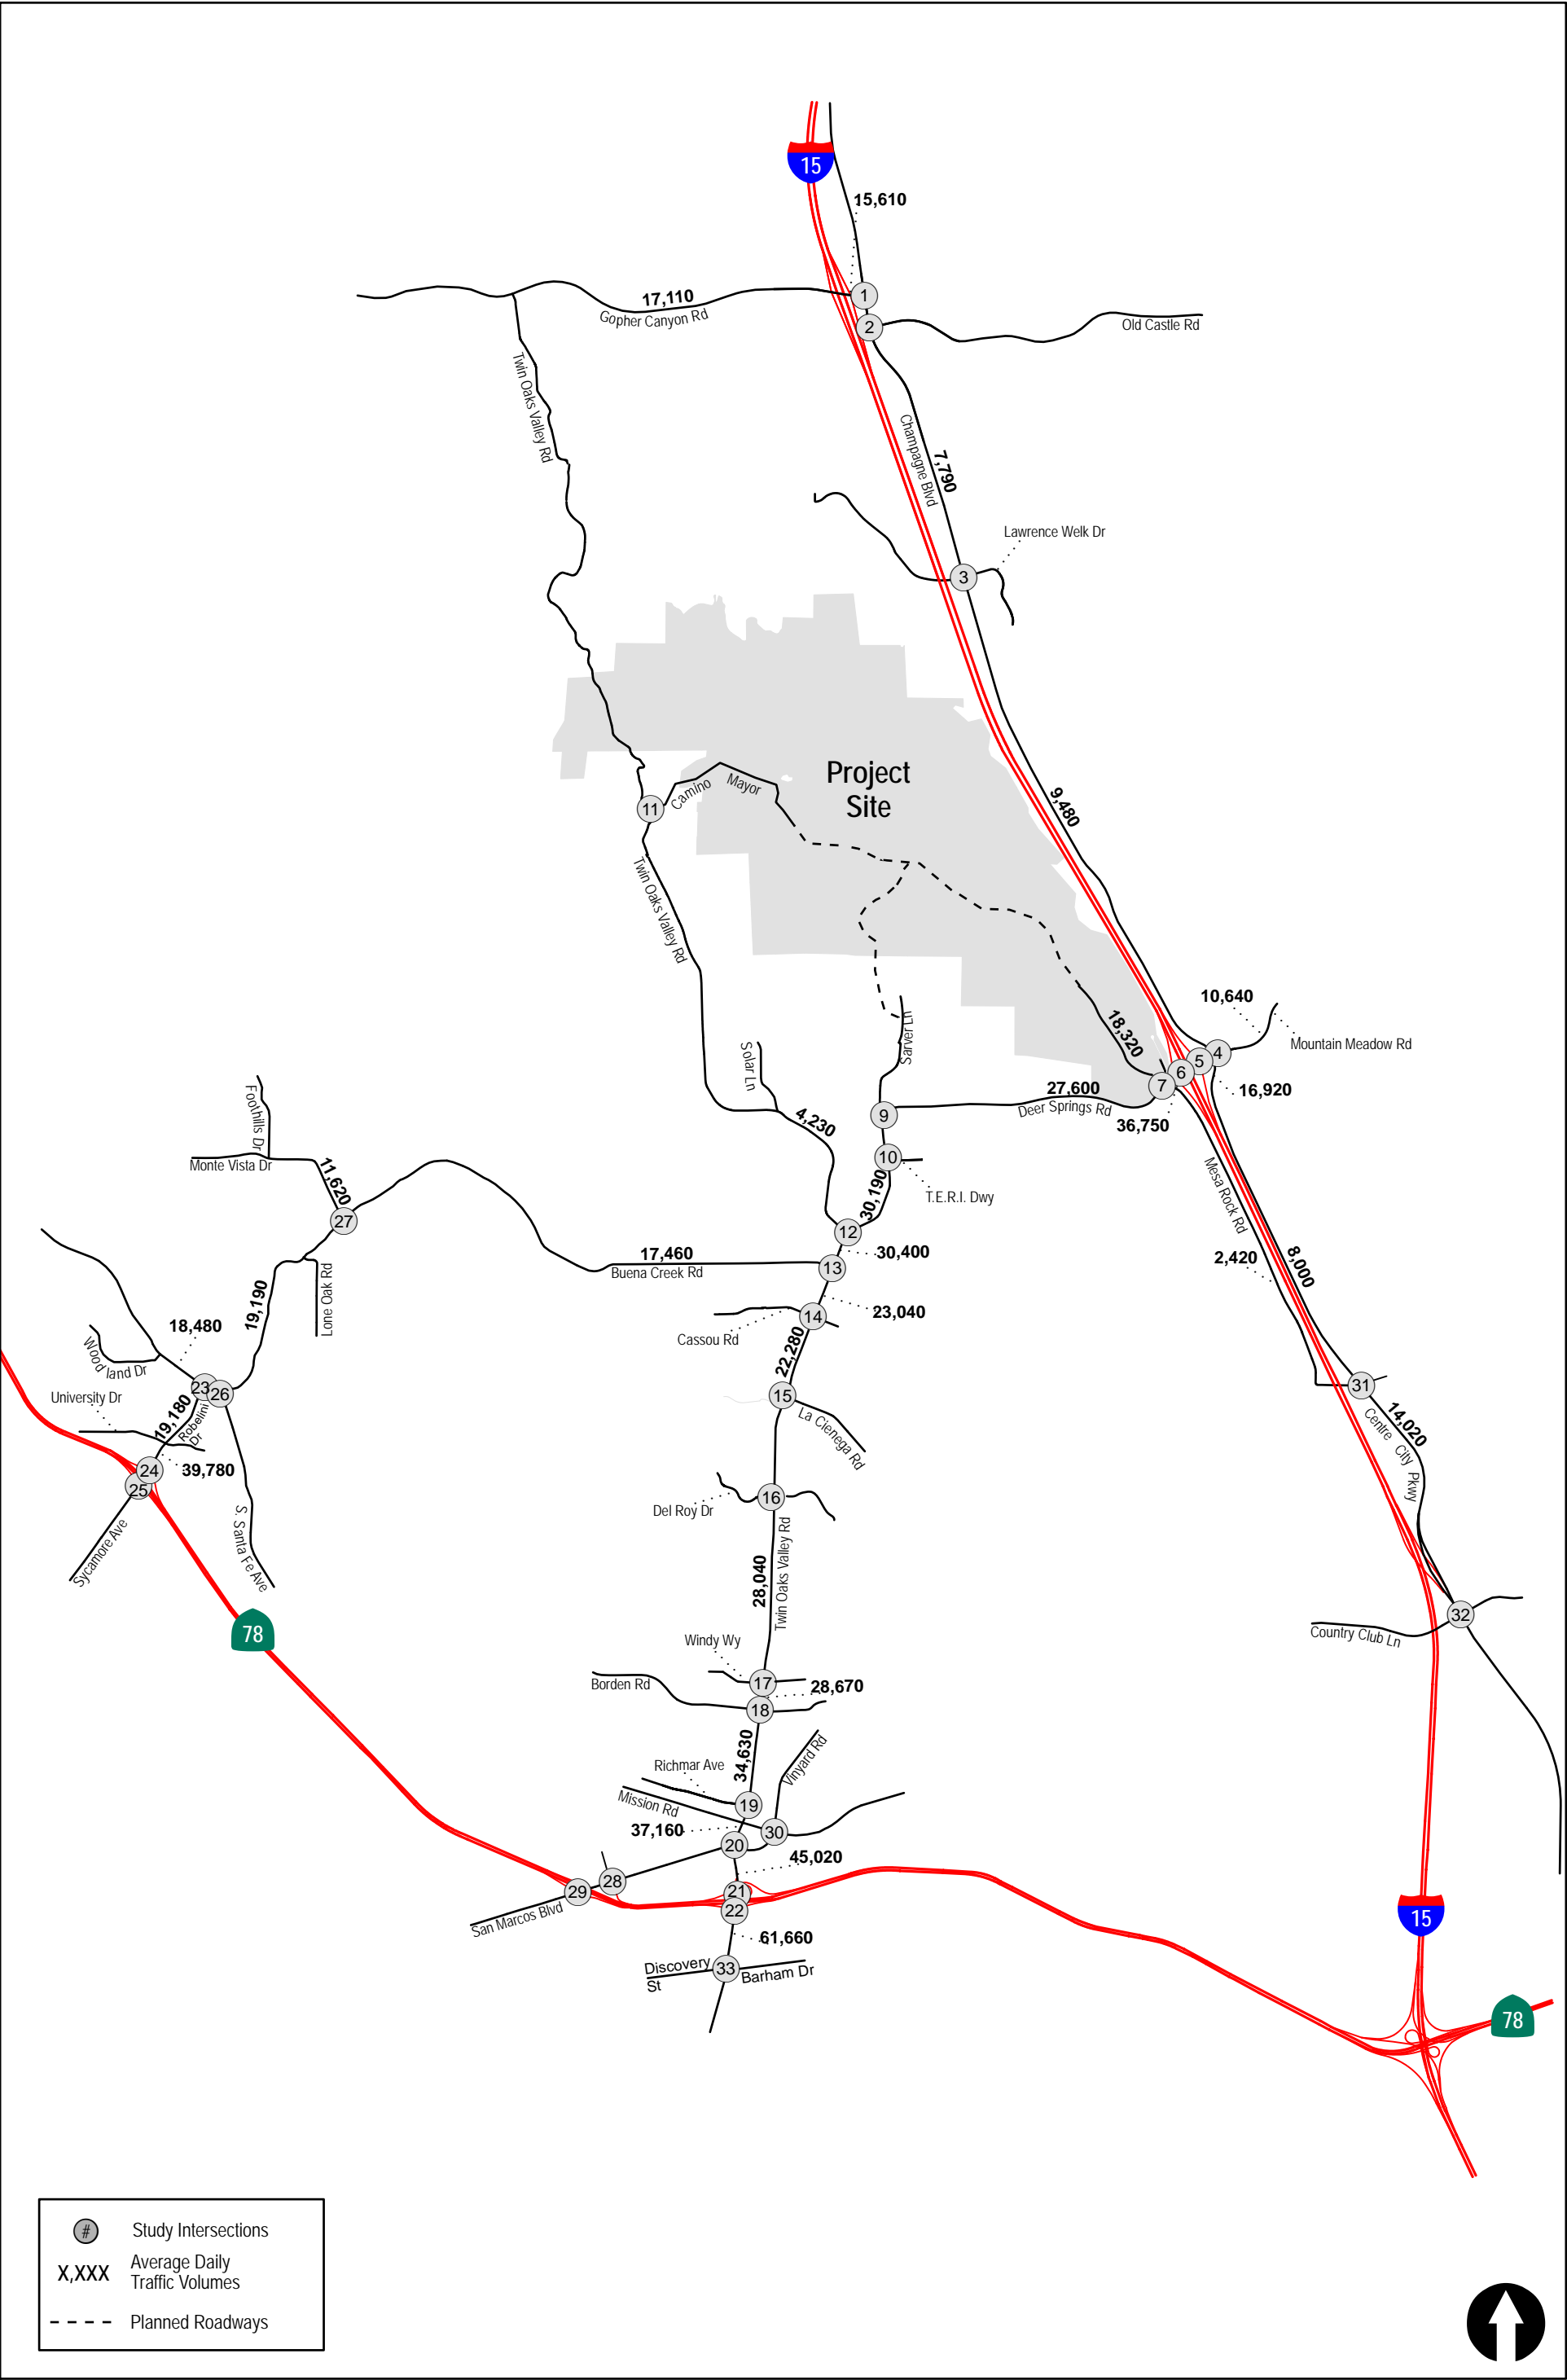 15
15,610
17,110
Gopher Canyon Rd
1
2
Old Castle Rd
Twin Oaks Valley Rd
Champagne Blvd
7,790
Lawrence Welk Dr
3
Project
Site
9,480
Camino
Mayor
11
Twin Oaks Valley Rd
10,640
Mountain Meadow Rd
18,320
Sarver Ln
Solar Ln
4
5
6
7
16,920
27,600
Deer Springs Rd
36,750
9
4,230
Foothills Dr
Monte Vista Dr
11,620
10
T.E.R.I. Dwy
30,190
Mesa Rock Rd
27
12
30,400
17,460
Buena Creek Rd
13
2,420
8,000
19,190
Lone Oak Rd
23,040
14
Cassou Rd
18,480
Wood land Dr
22,280
University Dr
23
26
19,180
Robelini
Dr
15
La Cienega Rd
31
14,020
Centre City Pkwy
24
39,780
25
16
Del Roy Dr
Sycamore Ave
S. Santa Fe Ave
28,040
Twin Oaks Valley Rd
78
32
Country Club Ln
Windy Wy
17
28,670
Borden Rd
18
34,630
Vinyard Rd
Richmar Ave
Mission Rd
19
37,160
30
20
45,020
28
29
21
22
San Marcos Blvd
15
61,660
Discovery
St
33
Barham Dr
78
# Study Intersections
X,XXX Average Daily
Traffic Volumes
Planned Roadways